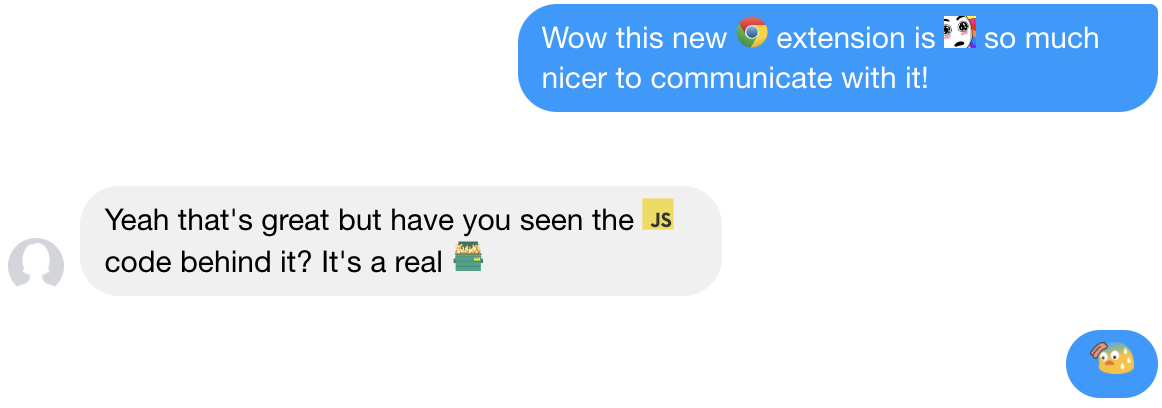 Wow this new extension is so much
nicer to communicate with it!
Yeah that's great but have you seen the JS
code behind it? It's a real